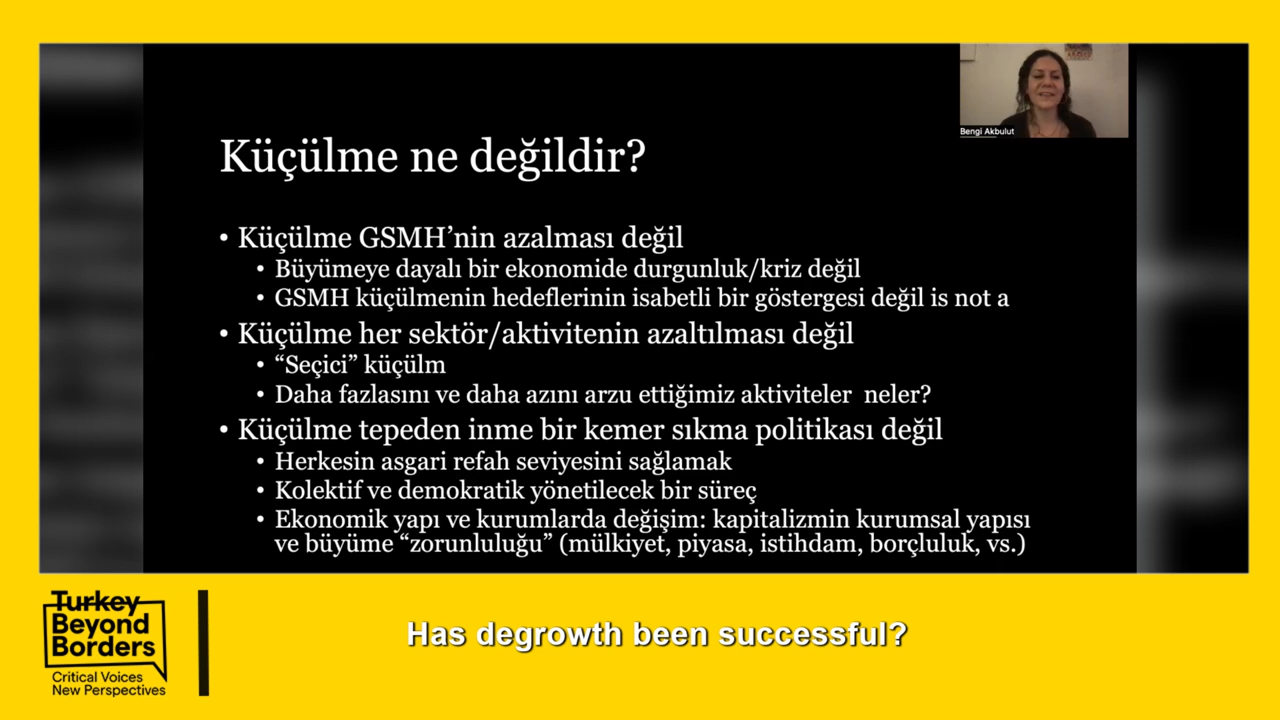 Bengi Akbulut
Küçülme ne değildir?
• Küçülme GSMH’nin azalması değil
• Büyümeye dayalı bir ekonomide durgunluk/kriz değil
• GSMH küçülmenin hedeflerinin isabetli bir göstergesi değil is not a
• Küçülme her sektör/aktivitenin azaltılması değil
• “Seçici” küçülm
• Daha fazlasını ve daha azını arzu ettiğimiz aktiviteler neler?
• Küçülme tepeden inme bir kemer sıkma politikası değil
• Herkesin asgari refah seviyesini sağlamak
• Kolektif ve demokratik yönetilecek bir süreç
• Ekonomik yapı ve kurumlarda değişim: kapitalizmin kurumsal yapısı
ve büyüme “zorunluluğu” (mülkiyet, piyasa, istihdam, borçluluk, vs.)
Turkey
Beyond
Borders
Critical Voices
New Perspectives
Has degrowth been successful?